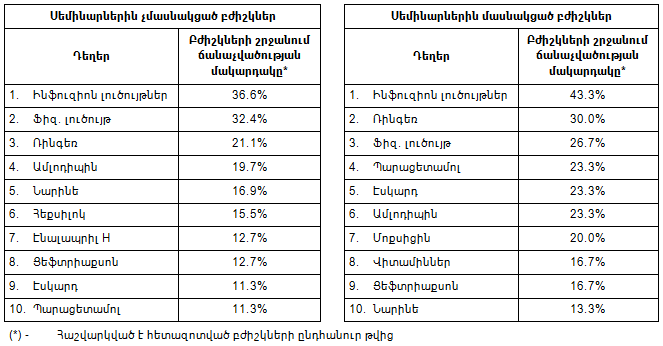 Սեմինարներին չմասնակցած բժիշկներ
Դեղեր
Բժիշկների շրջանում
ճանաչվածության
մակարդակը*
1. Ինֆուզիոն լուծույթներ 36.6%
2. Ֆիզ. լուծույթ 32.4%
3. Ռինգեռ 21.1%
4. Ամլոդիպին 19.7%
5. Նարինե 16.9%
6. Հեքսիլոկ 15.5%
7. Էնալապրիլ H 12.7%
8. Ցեֆտրիաքսոն 12.7%
9. Էսկարդ 11.3%
10. Պարացետամոլ 11.3%
Սեմինարներին մասնակցած բժիշկներ
Դեղեր
Բժիշկների շրջանում
ճանաչվածության
մակարդակը*
1. Ինֆուզիոն լուծույթներ 43.3%
2. Ռինգեռ 30.0%
3. Ֆիզ. լուծույթ 26.7%
4. Պարացետամոլ 23.3%
5. Էսկարդ 23.3%
6. Ամլոդիպին 23.3%
7. Մոքսիցին 20.0%
8. Վիտամիններ 16.7%
9. Ցեֆտրիաքսոն 16.7%
10. Նարինե 13.3%
(*) - Հաշվարկված է հետազոտված բժիշկների ընդհանուր թվից